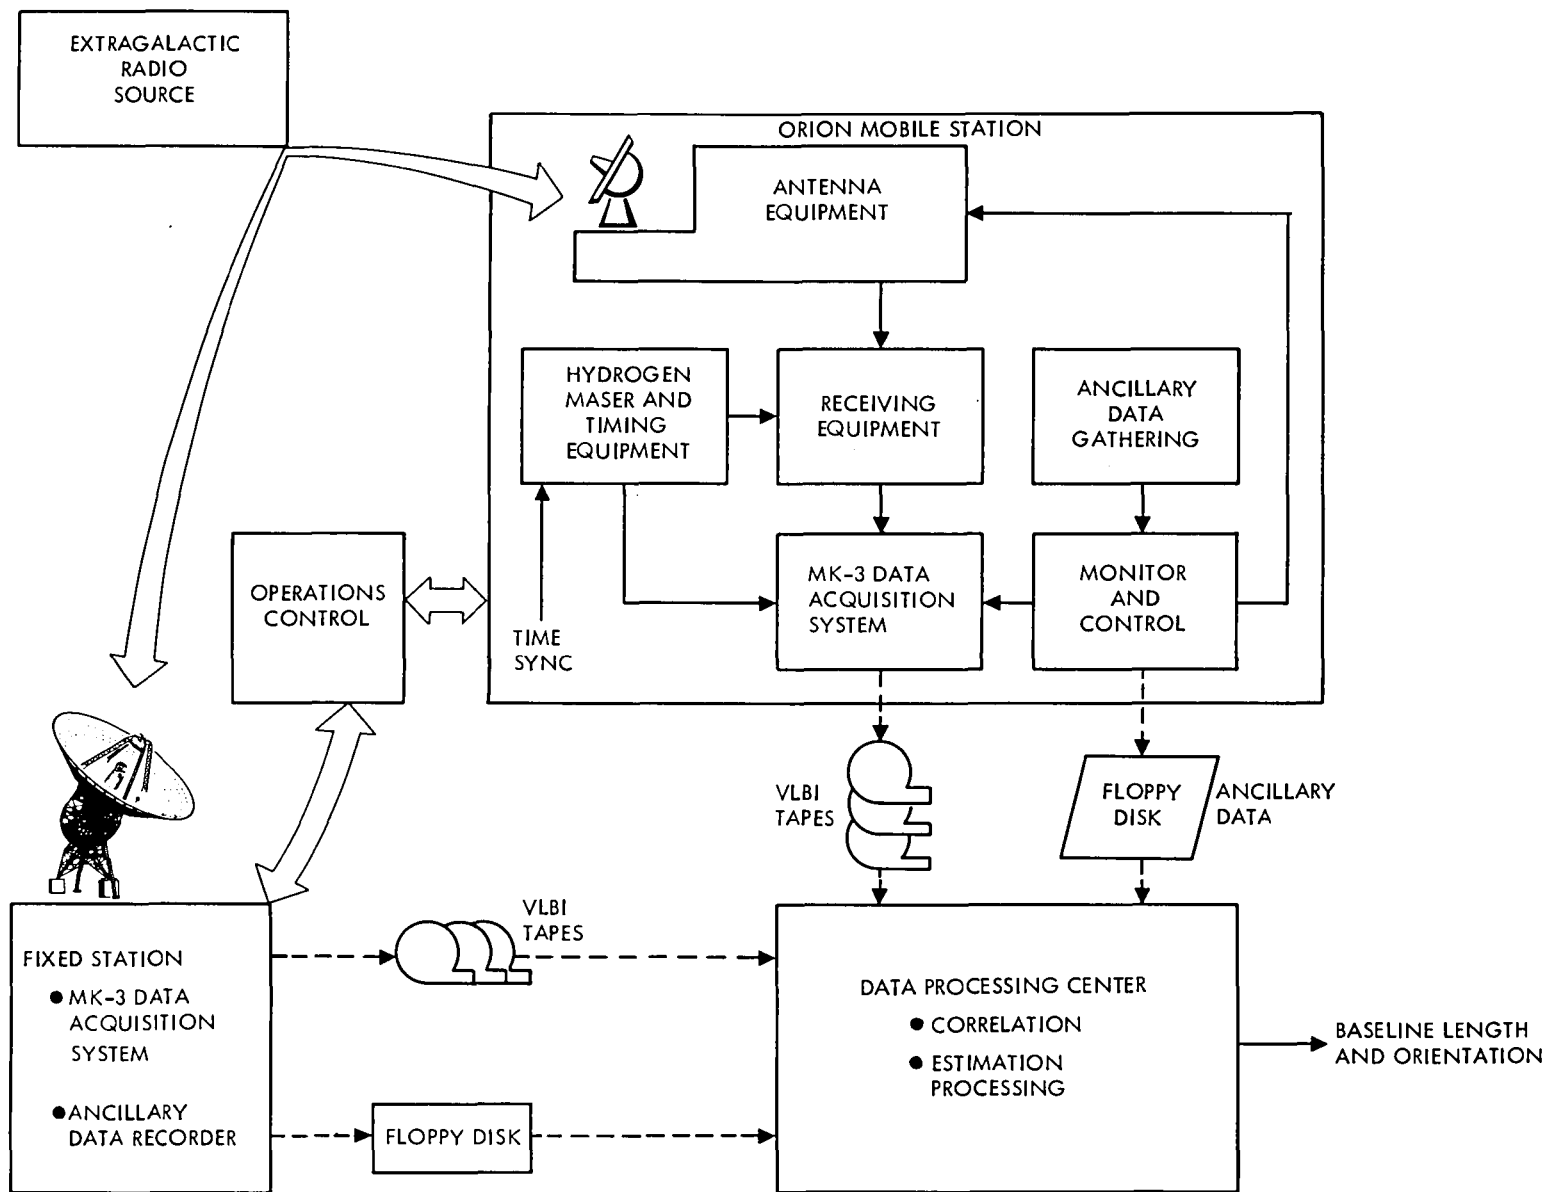 EXTRAGALACTIC
RADIO
SOURCE
ORION MOBILE STATION
ANTENNA
EQUIPMENT
HYDROGEN
MASER AND
TIMING
EQUIPMENT
RECEIVING
EQUIPMENT
ANCILLARY
DATA
GATHERING
OPERATIONS
CONTROL
TIME
SYNC
MK-3 DATA
ACQUISITION
SYSTEM
MONITOR
AND
CONTROL
VLBI
TAPES
FLOPPY
DISK
ANCILLARY
DATA
FIXED STATION
● MK-3 DATA
ACQUISITION
SYSTEM
● ANCILLARY
DATA RECORDER
VLBI
TAPES
FLOPPY DISK
DATA PROCESSING CENTER
● CORRELATION
● ESTIMATION
PROCESSING
BASELINE LENGTH
AND ORIENTATION